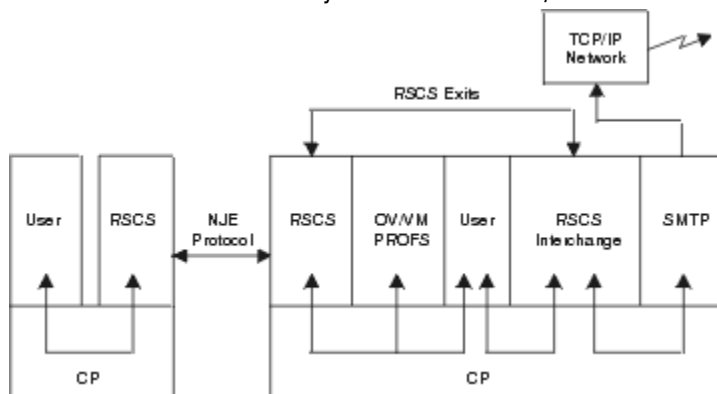 TCP/IP
Network
RSCS Exits
User
RSCS
NJE
Protocol
RSCS
OV/VM
PROFS
User
RSCS
Interchange
SMTP
CP
CP